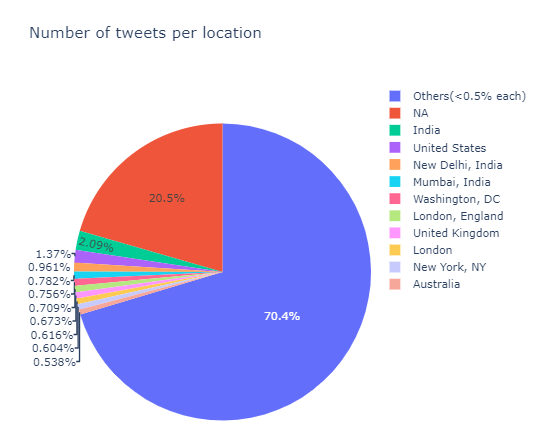 Number of tweets per location
Others(<0.5% each)
NA
India
United States
New Delhi, India
Mumbai, India
Washington, DC
London, England
United Kingdom
London
New York, NY
Australia
20.5%
2.09%
1.37%
0.961%
0.782%
0.756%
0.709%
0.673%
0.616%
0.604%
0.538%
70.4%